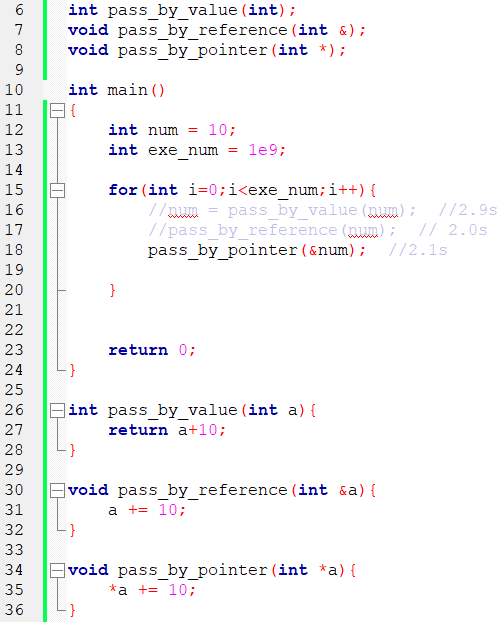 6 int pass_by_value(int);
7 void pass_by_reference(int &);
8 void pass_by_pointer(int *);
9
10 int main()
11 {
12 int num = 10;
13 int exe_num = 1e9;
14
15 for(int i=0;i<exe_num;i++){
16 //num = pass_by_value(num); //2.9s
17 //pass_by_reference(num); // 2.0s
18 pass_by_pointer(&num); //2.1s
19
20 }
21
22
23 return 0;
24 }
25
26 int pass_by_value(int a){
27 return a+10;
28 }
29
30 void pass_by_reference(int &a){
31 a += 10;
32 }
33
34 void pass_by_pointer(int *a){
35 *a += 10;
36 }